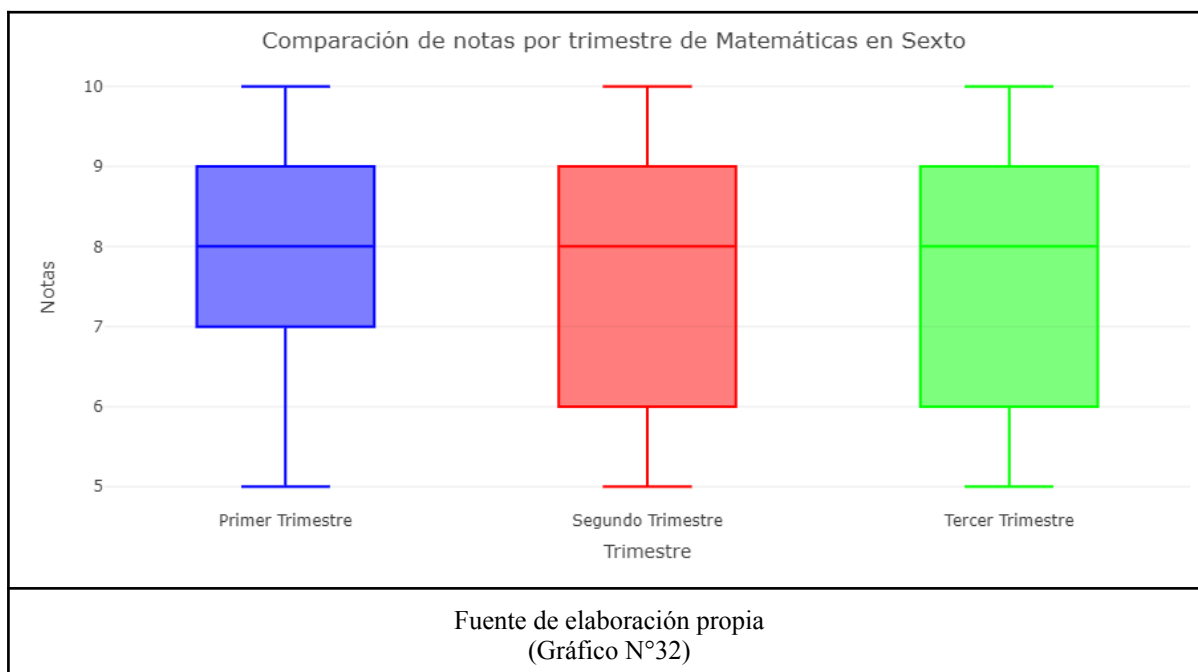 Comparación de notas por trimestre de Matemáticas en Sexto
10
9
8
7
6
5
Notas
Primer Trimestre
Segundo Trimestre
Tercer Trimestre
Trimestre
Fuente de elaboración propia
(Gráfico N°32)